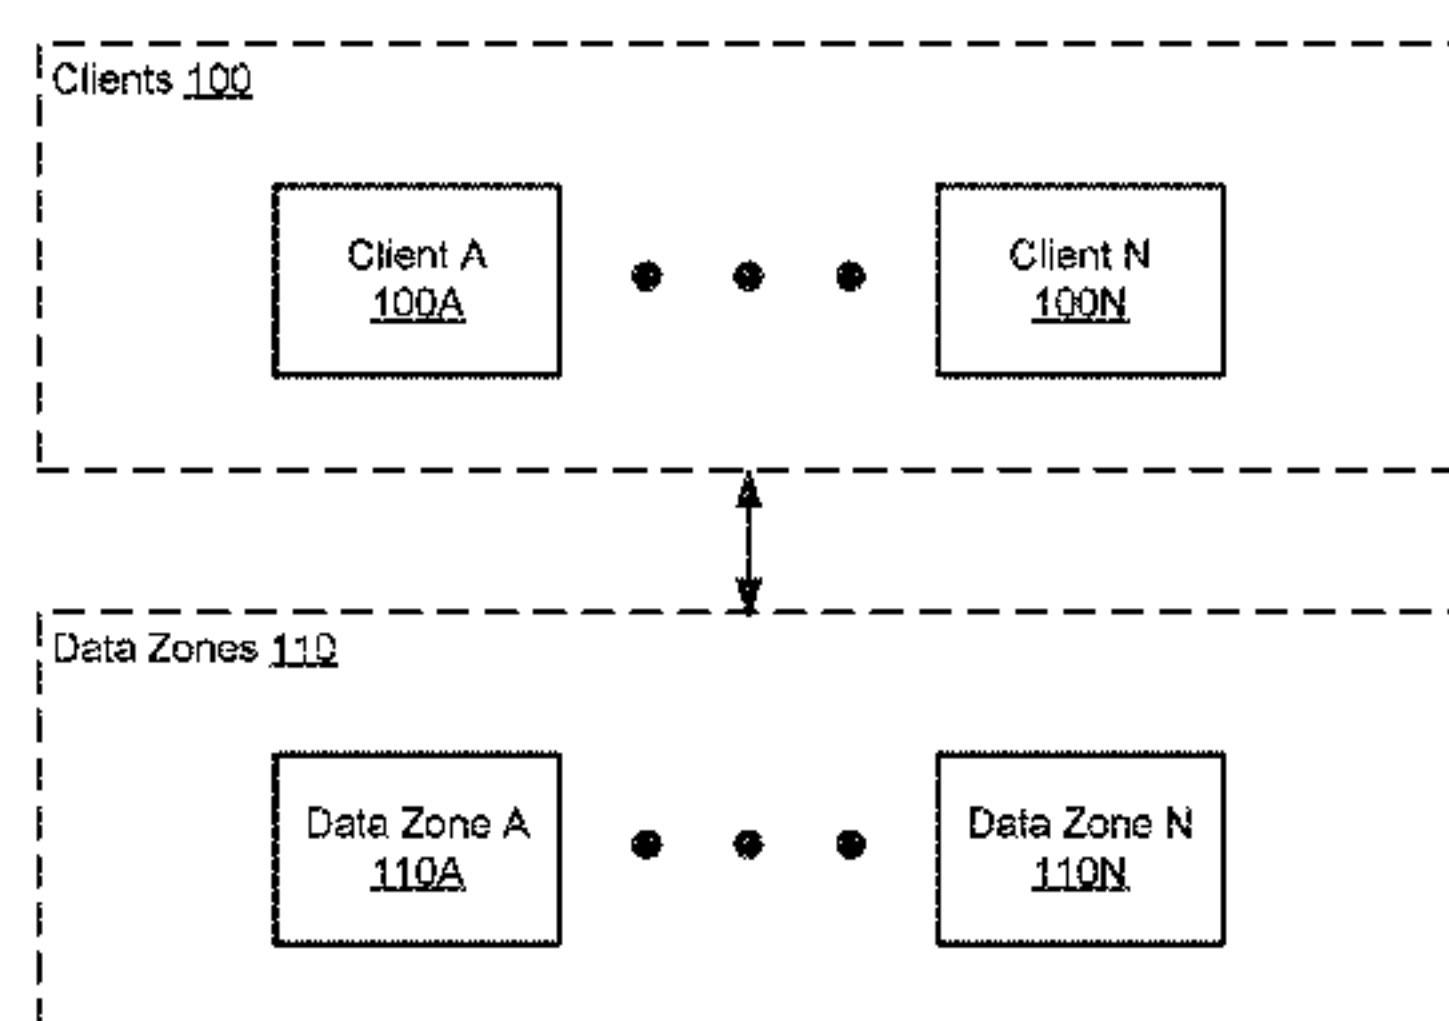 Clients 100
Client A
100A
Client N
100N
Data Zones 110
Data Zone A
110A
Data Zone N
110N